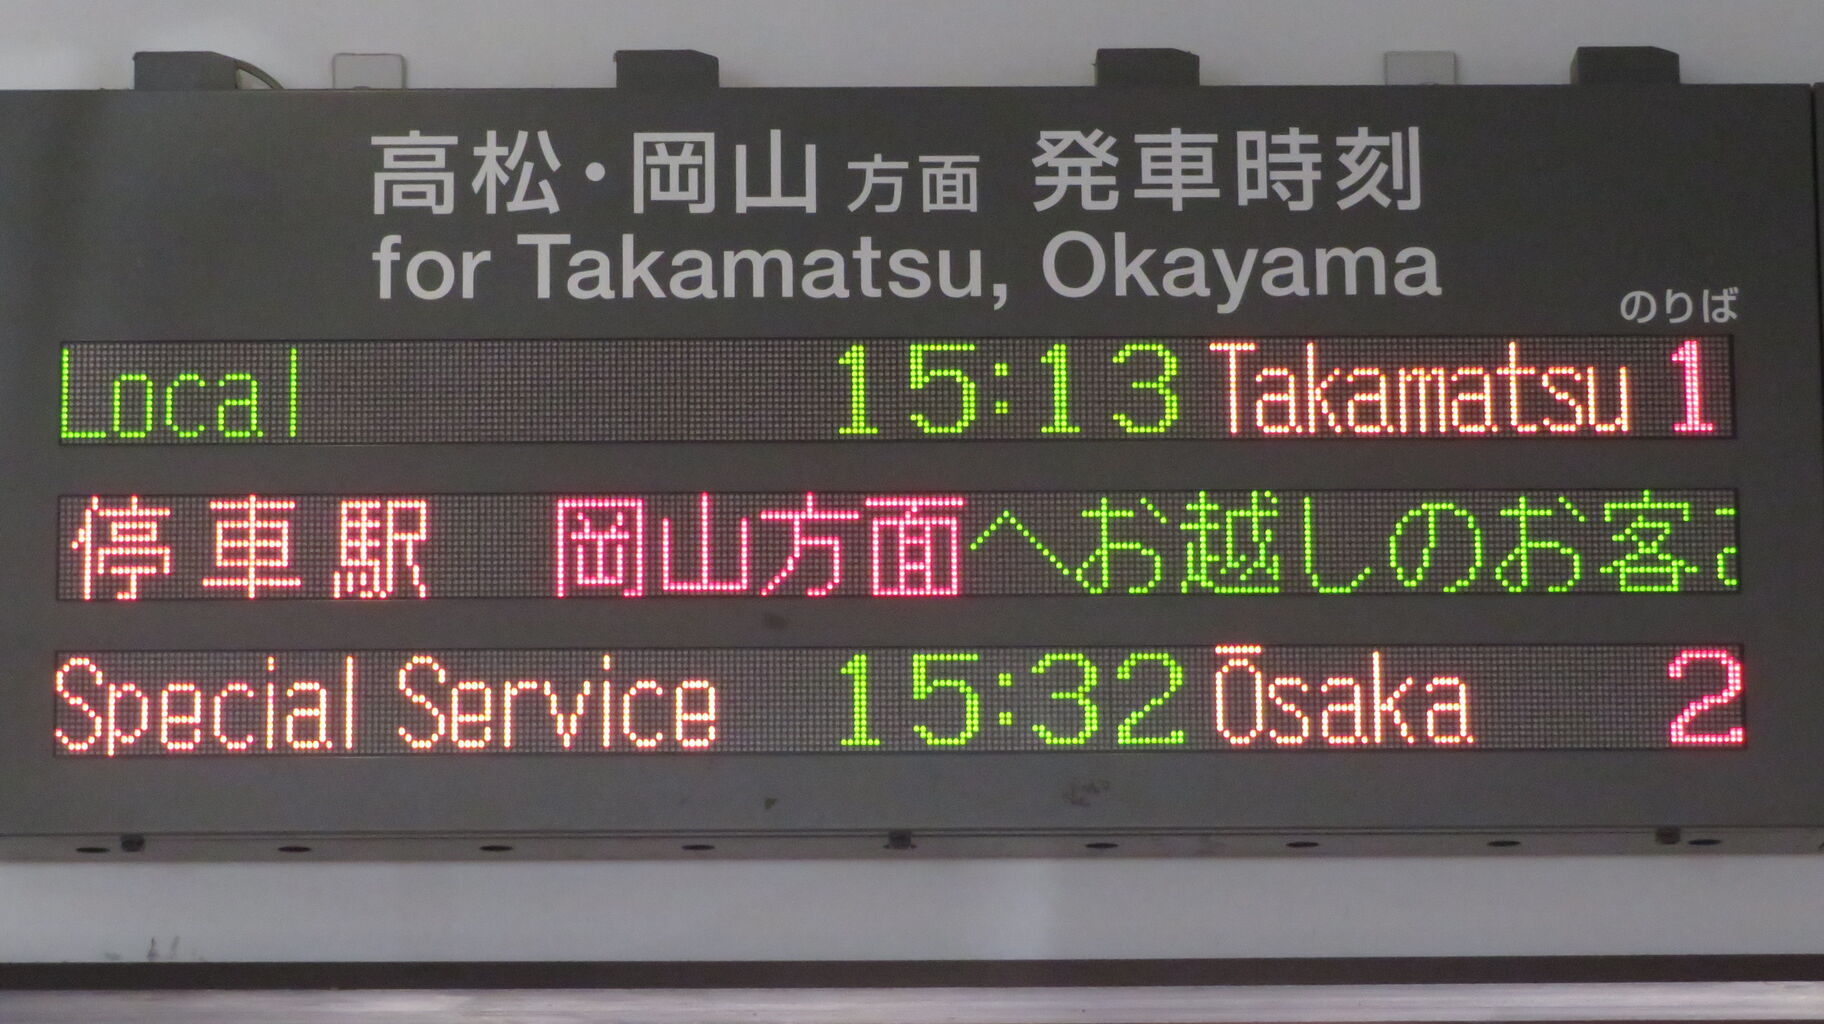 高松・岡山方面 発車時刻
for Takamatsu, Okayama
のりば
Local 15:13 Takamatsu 1
停車駅 岡山方面へお越しのお客
Special Service 15:32 Ōsaka 2